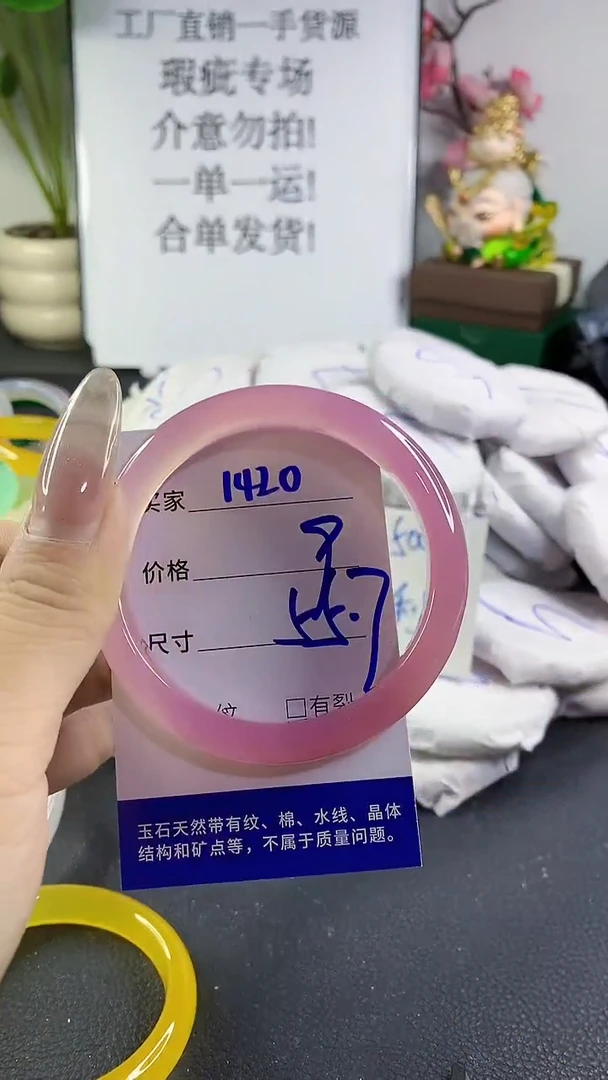 工厂直销一手货源
瑕疵专场
介意勿拍!
一单一运!
合单发货!
买家 1420
价格
尺寸 55.7
纹 □有裂
玉石天然带有纹、棉、水线、晶体
结构和矿点等，不属于质量问题。